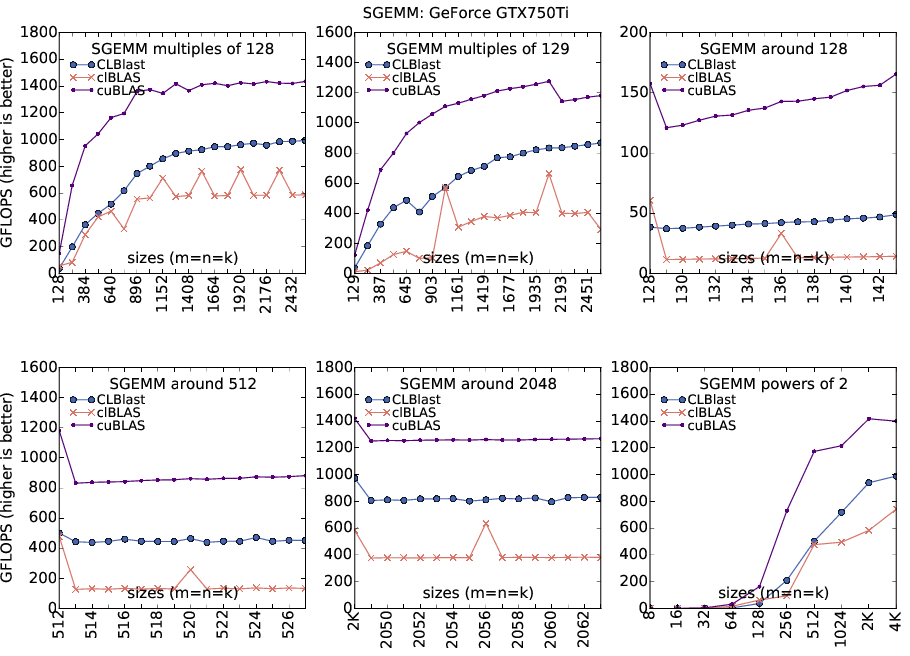 SGEMM: GeForce GTX750Ti
GFLOPS (higher is better)
1800
1600
1400
1200
1000
800
600
400
200
0
SGEMM multiples of 128
CLBlast
clBLAS
cuBLAS
sizes (m=n=k)
128 384 640 896 1152 1408 1664 1920 2176 2432
1600
1400
1200
1000
800
600
400
200
0
SGEMM multiples of 129
CLBlast
clBLAS
cuBLAS
sizes (m=n=k)
129 387 645 903 1161 1419 1677 1935 2193 2451
200
150
100
50
0
SGEMM around 128
CLBlast
clBLAS
cuBLAS
sizes (m=n=k)
128 130 132 134 136 138 140 142
GFLOPS (higher is better)
1600
1400
1200
1000
800
600
400
200
0
SGEMM around 512
CLBlast
clBLAS
cuBLAS
sizes (m=n=k)
512 514 516 518 520 522 524 526
1800
1600
1400
1200
1000
800
600
400
200
0
SGEMM around 2048
CLBlast
clBLAS
cuBLAS
sizes (m=n=k)
2K 2050 2052 2054 2056 2058 2060 2062
1800
1600
1400
1200
1000
800
600
400
200
0
SGEMM powers of 2
CLBlast
clBLAS
cuBLAS
sizes (m=n=k)
8 16 32 64 128 256 512 1024 2K 4K